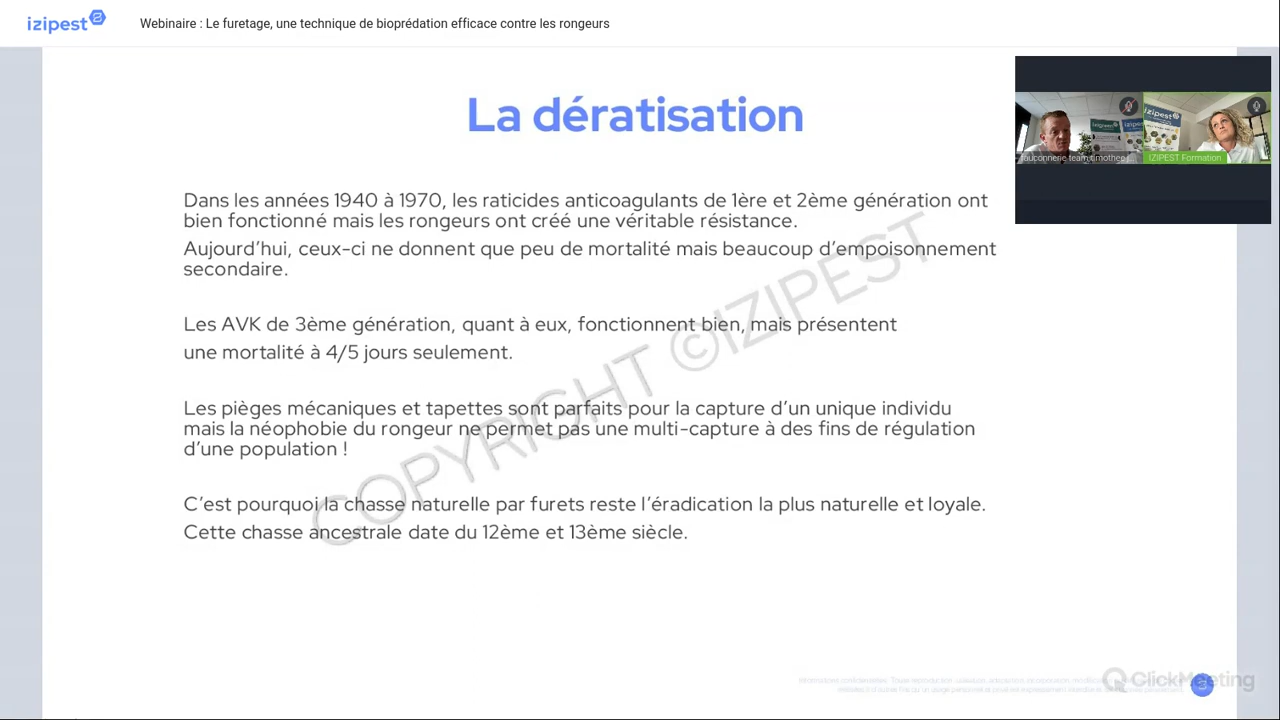 izipest
Webinaire : Le furetage, une technique de bioprédation efficace contre les rongeurs
La dératisation
fauconnerie team timothee j...
IZIPEST Formation
izipest
Dans les années 1940 à 1970, les raticides anticoagulants de 1ère et 2ème génération ont
bien fonctionné mais les rongeurs ont créé une véritable résistance.
Aujourd’hui, ceux-ci ne donnent que peu de mortalité mais beaucoup d’empoisonnement
secondaire.
Les AVK de 3ème génération, quant à eux, fonctionnent bien, mais présentent
une mortalité à 4/5 jours seulement.
Les pièges mécaniques et tapettes sont parfaits pour la capture d’un unique individu
mais la néophobie du rongeur ne permet pas une multi-capture à des fins de régulation
d’une population !
C’est pourquoi la chasse naturelle par furets reste l’éradication la plus naturelle et loyale.
Cette chasse ancestrale date du 12ème et 13ème siècle.
COPYRIGHT ©IZIPEST
ClickMeeting